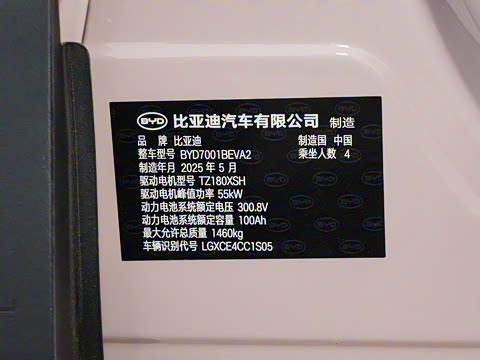 BYD 比亚迪汽车有限公司 制造
品 牌 比亚迪 制造国 中国
整车型号 BYD7001BEVA2 乘坐人数 4
制造年月 2025 年 5 月
驱动电机型号 TZ180XSH
驱动电机峰值功率 55kW
动力电池系统额定电压 300.8V
动力电池系统额定容量 100Ah
最大允许总质量 1460kg
车辆识别代号 LGXCE4CC1S05